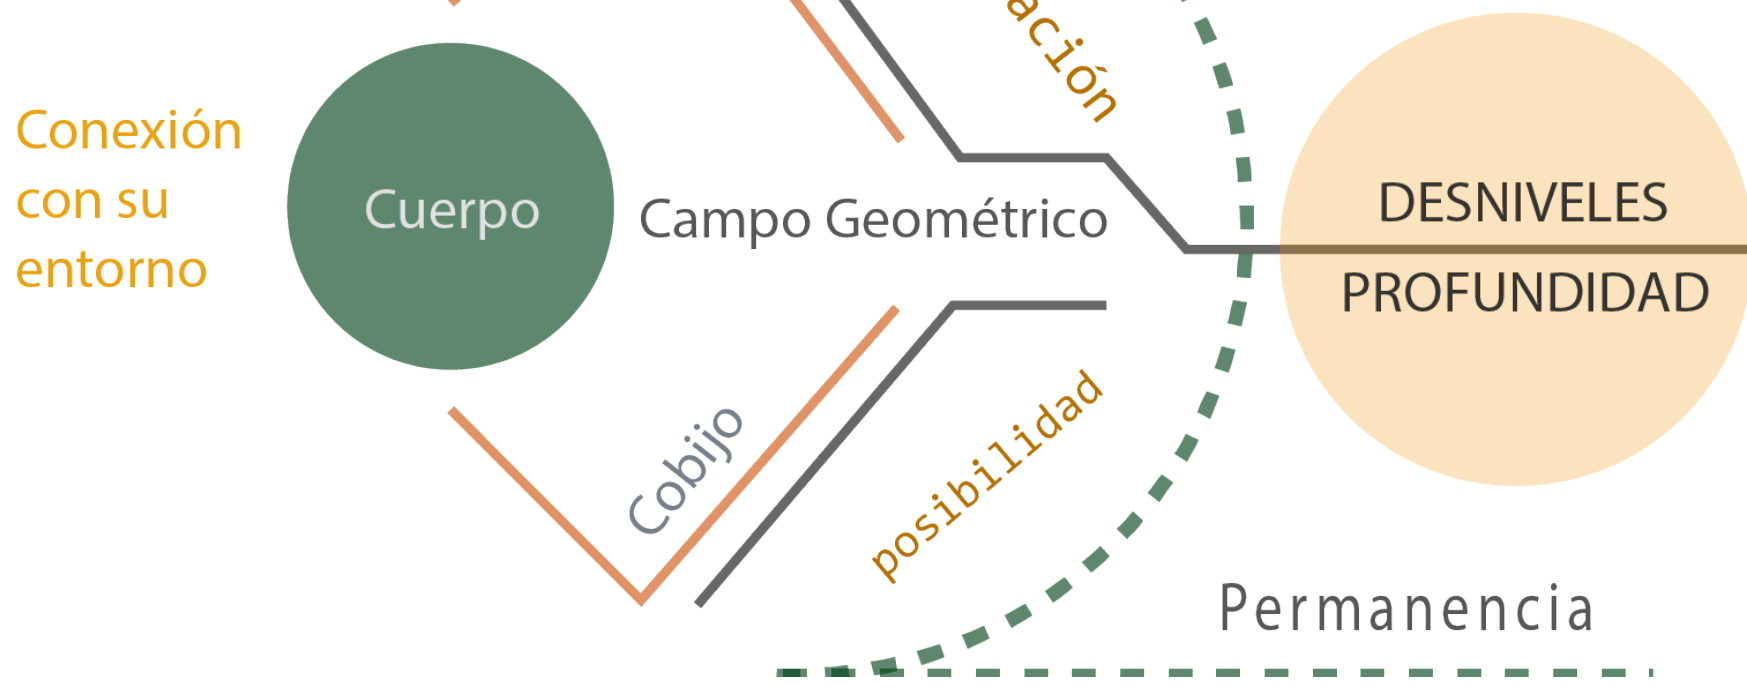 ación
Conexión
con su
entorno
Cuerpo
Campo Geométrico
DESNIVELES
PROFUNDIDAD
Cobijo
posibilidad
Permanencia